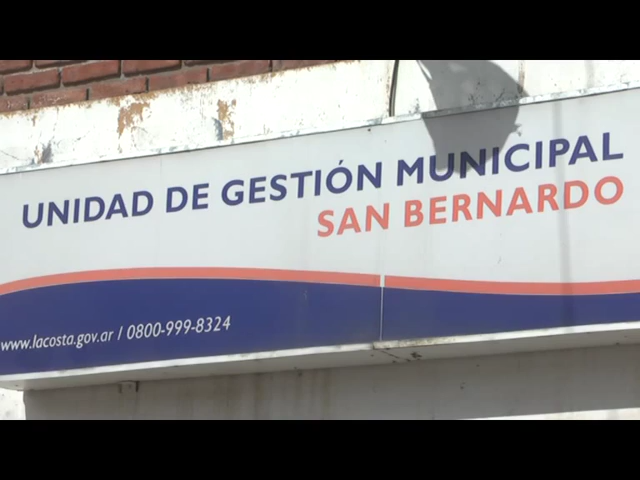 UNIDAD DE GESTIÓN MUNICIPAL
SAN BERNARDO
www.lacosta.gov.ar / 0800-999-8324